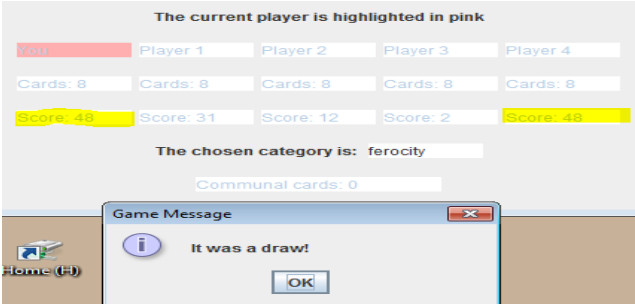 The current player is highlighted in pink
You Player 1 Player 2 Player 3 Player 4
Cards: 8 Cards: 8 Cards: 8 Cards: 8 Cards: 8
Score: 48 Score: 31 Score: 12 Score: 2 Score: 48
The chosen category is: ferocity
Communal cards: 0
Game Message
It was a draw!
Home (H)
OK